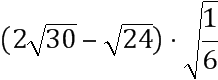 (2√30 − √24) · √(1/6)